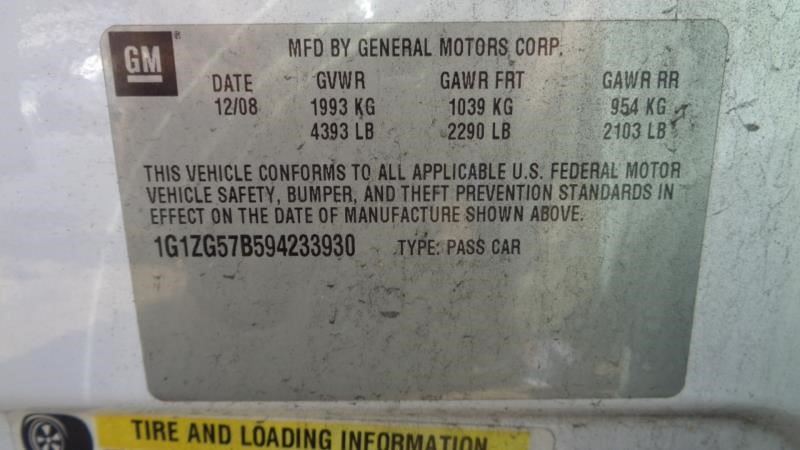 GM ®
MFD BY GENERAL MOTORS CORP.
DATE GVWR GAWR FRT GAWR RR
12/08 1993 KG 1039 KG 954 KG
4393 LB 2290 LB 2103 LB
THIS VEHICLE CONFORMS TO ALL APPLICABLE U.S. FEDERAL MOTOR
VEHICLE SAFETY, BUMPER, AND THEFT PREVENTION STANDARDS IN
EFFECT ON THE DATE OF MANUFACTURE SHOWN ABOVE.
1G1ZG57B594233930 TYPE: PASS CAR
TIRE AND LOADING INFORMATION